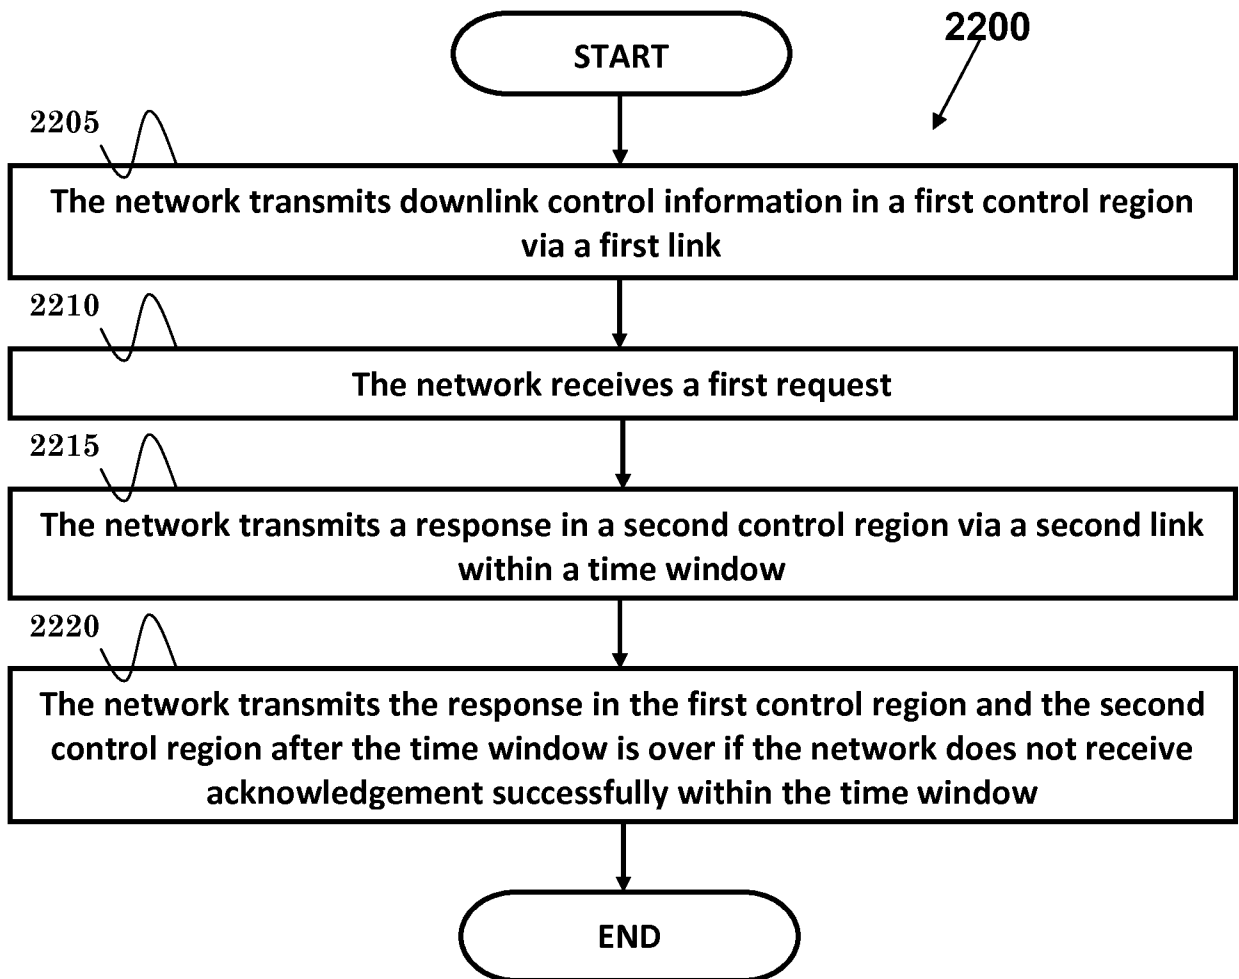 START
2200
2205
The network transmits downlink control information in a first control region
via a first link
2210
The network receives a first request
2215
The network transmits a response in a second control region via a second link
within a time window
2220
The network transmits the response in the first control region and the second
control region after the time window is over if the network does not receive
acknowledgement successfully within the time window
END